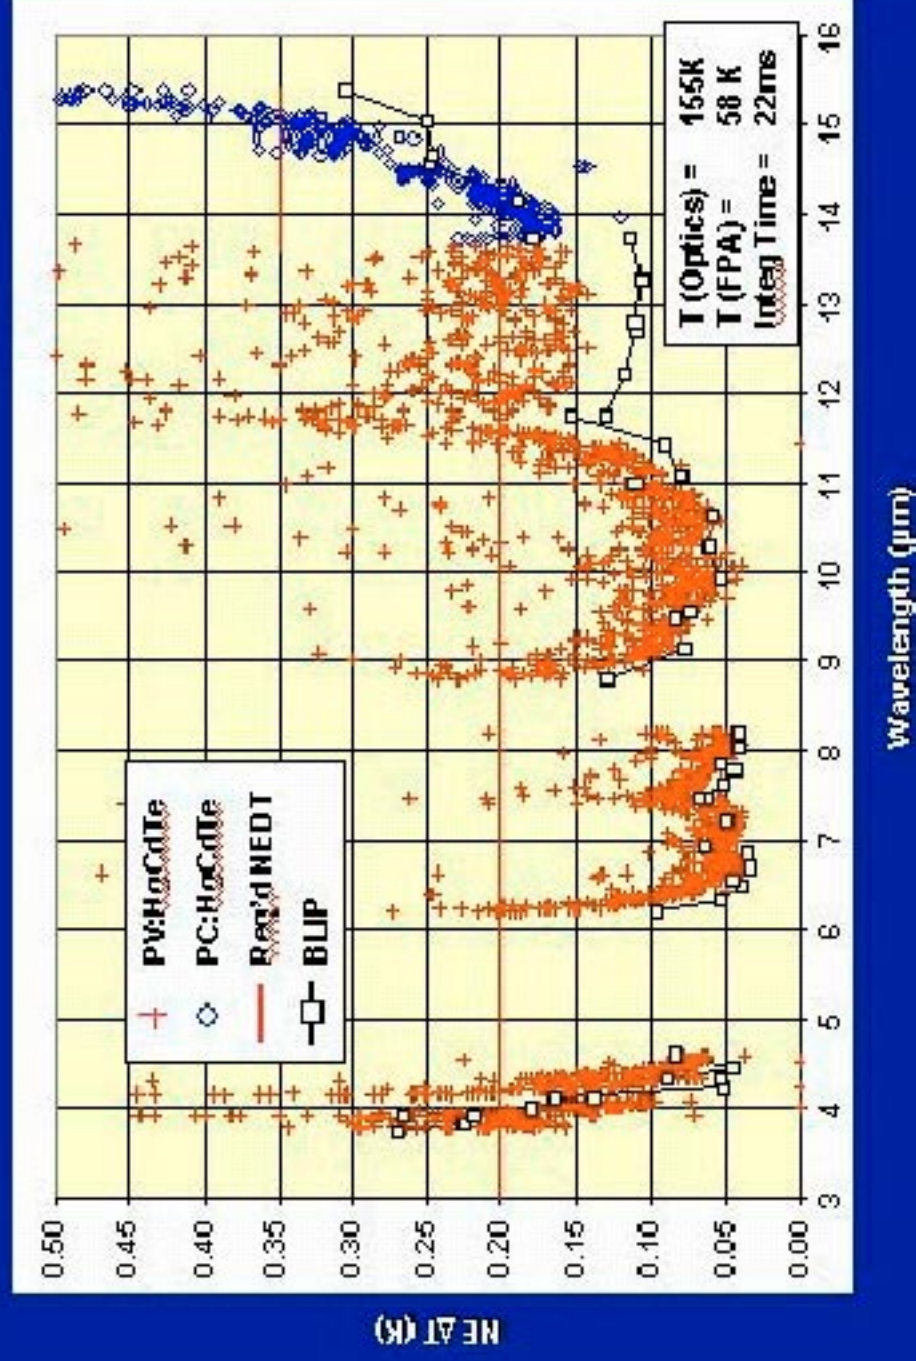 NE ΔT (K)
0.50
0.45
0.40
0.35
0.30
0.25
0.20
0.15
0.10
0.05
0.00
PV:HgCdTe
PC:HgCdTe
Req'd NEDT
BLIP
T (Optics) = 155K
T (FPA) = 58 K
Integ Time = 22ms
3 4 5 6 7 8 9 10 11 12 13 14 15 16
Wavelength (µm)